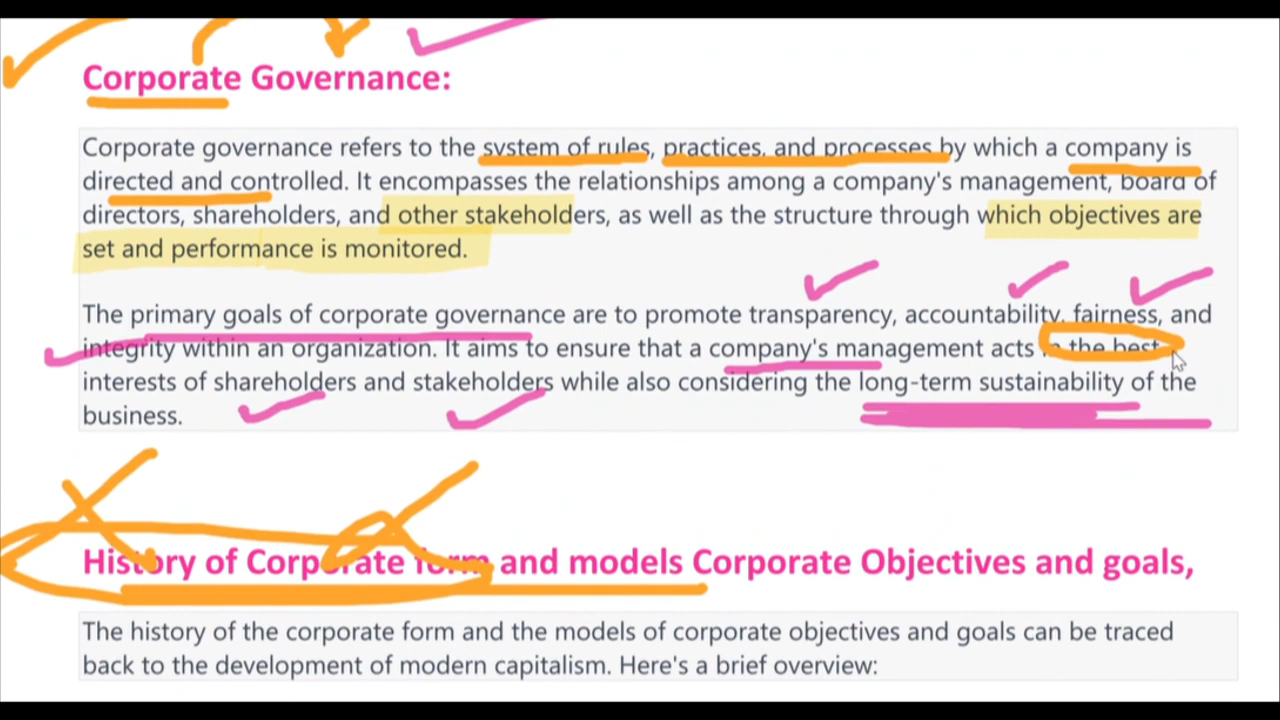 Corporate Governance:
Corporate governance refers to the system of rules, practices, and processes by which a company is
directed and controlled. It encompasses the relationships among a company's management, board of
directors, shareholders, and other stakeholders, as well as the structure through which objectives are
set and performance is monitored.
The primary goals of corporate governance are to promote transparency, accountability, fairness, and
integrity within an organization. It aims to ensure that a company's management acts in the best
interests of shareholders and stakeholders while also considering the long-term sustainability of the
business.
History of Corporate form and models Corporate Objectives and goals,
The history of the corporate form and the models of corporate objectives and goals can be traced
back to the development of modern capitalism. Here's a brief overview: